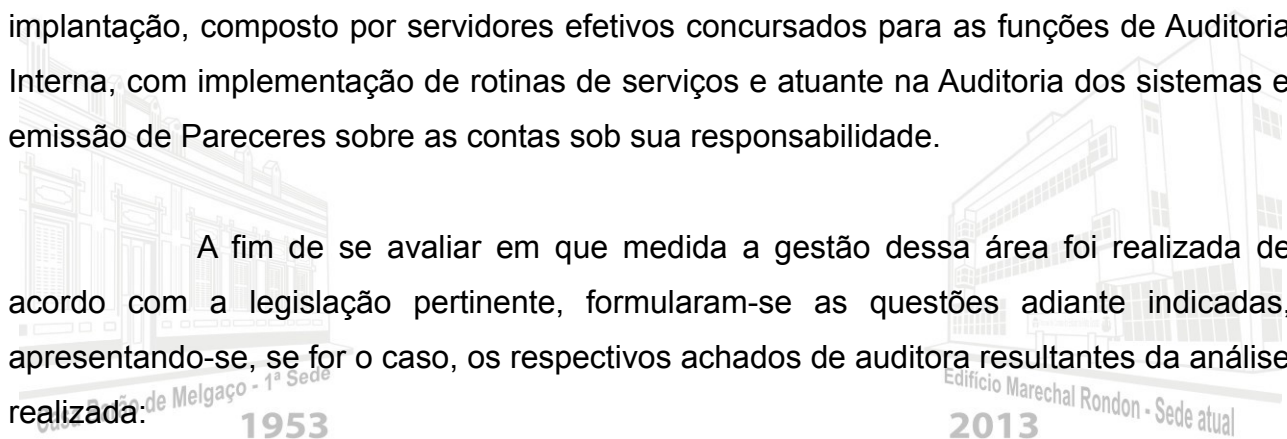 implantação, composto por servidores efetivos concursados para as funções de Auditoria
Interna, com implementação de rotinas de serviços e atuante na Auditoria dos sistemas e
emissão de Pareceres sobre as contas sob sua responsabilidade.
A fim de se avaliar em que medida a gestão dessa área foi realizada de
acordo com a legislação pertinente, formularam-se as questões adiante indicadas,
apresentando-se, se for o caso, os respectivos achados de auditora resultantes da análise
realizada:
de Melgaço - 1ª Sede
1953
Edifício Marechal Rondon - Sede atual
2013